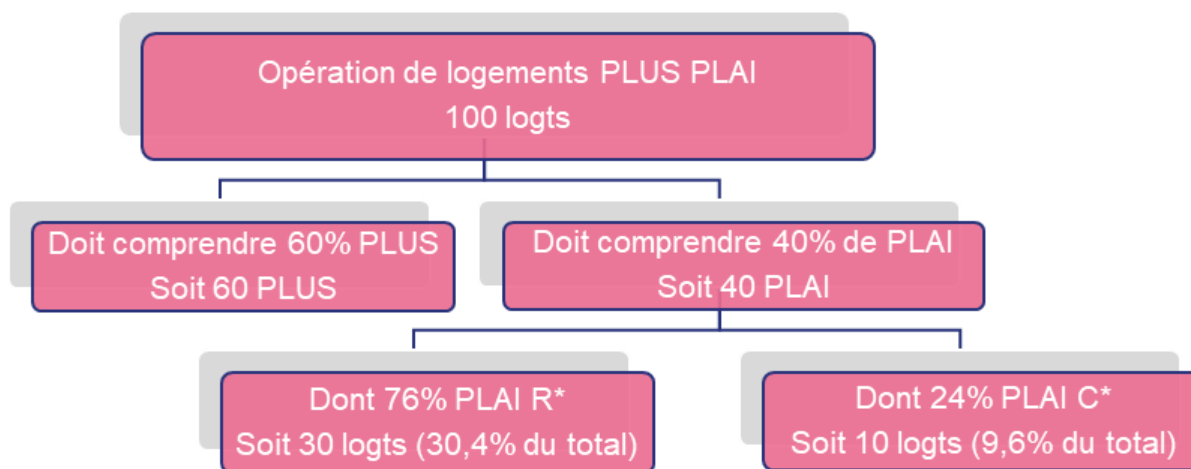 Opération de logements PLUS PLAI
100 logts
Doit comprendre 60% PLUS
Soit 60 PLUS
Doit comprendre 40% de PLAI
Soit 40 PLAI
Dont 76% PLAI R*
Soit 30 logts (30,4% du total)
Dont 24% PLAI C*
Soit 10 logts (9,6% du total)